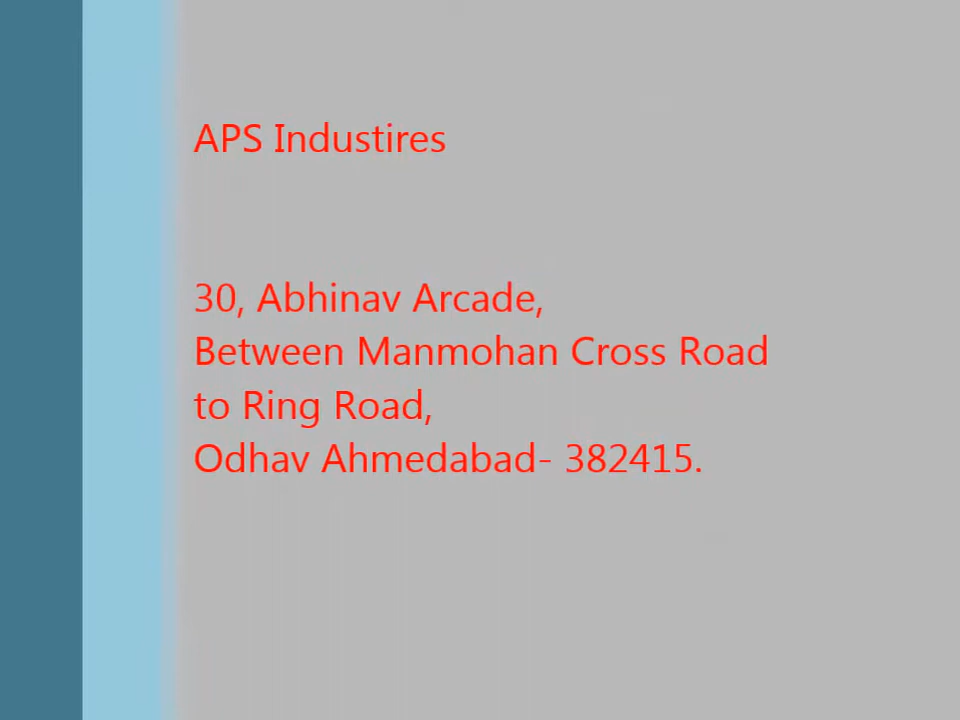 APS Industires
30, Abhinav Arcade,
Between Manmohan Cross Road
to Ring Road,
Odhav Ahmedabad- 382415.